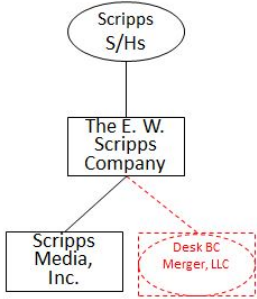 Scripps
S/Hs
The E. W.
Scripps
Company
Scripps
Media,
Inc.
Desk BC
Merger, LLC